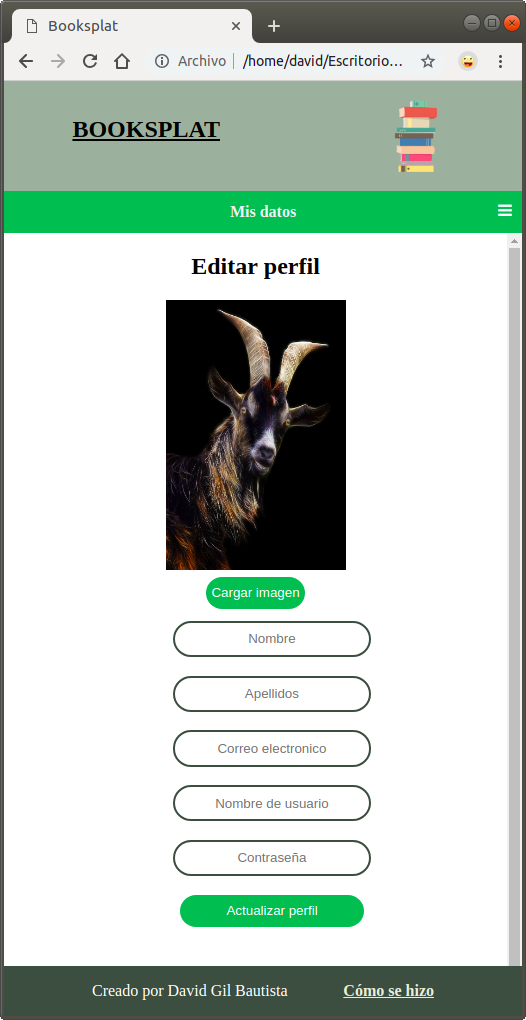 Booksplat
Archivo | /home/david/Escritorio...
BOOKSPLAT
Mis datos
Editar perfil
Cargar imagen
Nombre
Apellidos
Correo electronico
Nombre de usuario
Contraseña
Actualizar perfil
Creado por David Gil Bautista Cómo se hizo